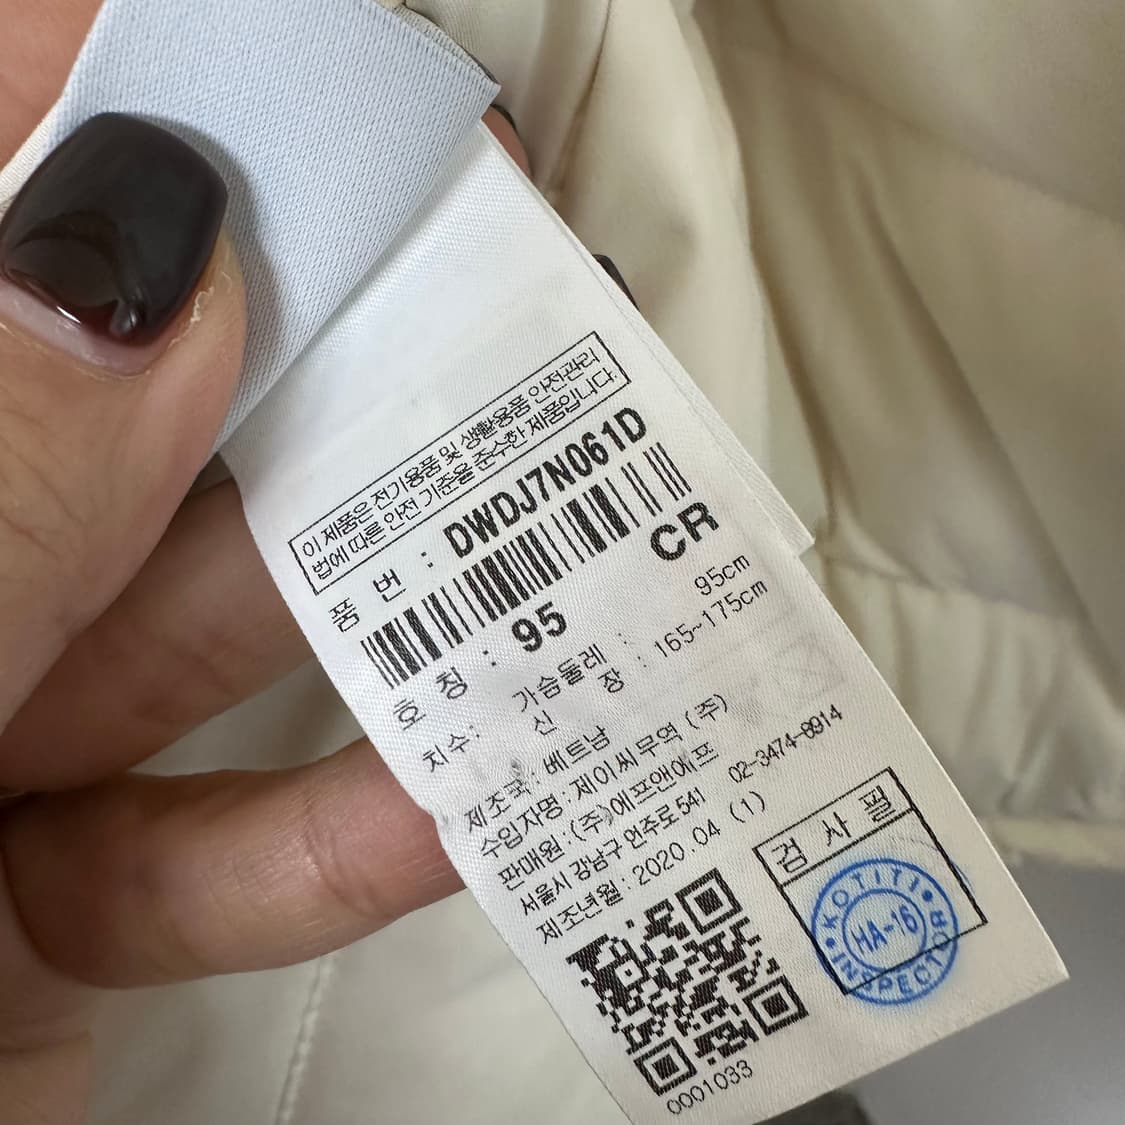 이 제품은 전기용품 및 생활용품 안전관리
법에 따른 안전 기준을 준수한 제품입니다.
품 번 : DWDJ7N061D
CR
호 칭 : 95
치수: 가슴둘레 : 95cm
신 장 : 165~175cm
제조국 : 베트남
수입자명 : 제이씨무역 (주)
판매원 : (주)에프앤에프 02-3474-6914
서울시 강남구 언주로 541
제조년월 : 2020.04 (1)
검 사 필
KOTITI
HA-16
INSPECTOR
0001033